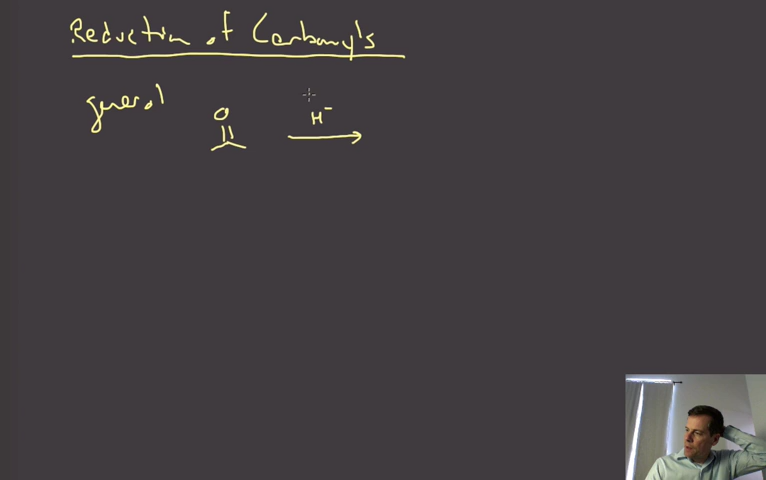 Reduction of Carbonyl's
general
O
H⁻